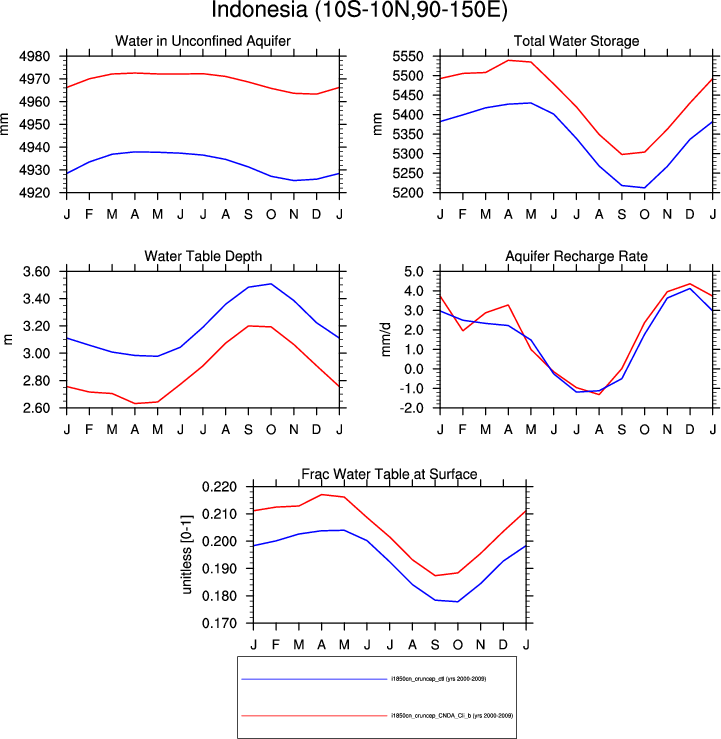 Indonesia (10S-10N,90-150E)
Water in Unconfined Aquifer
4980
4970
4960
4950
4940
4930
4920
mm
J F M A M J J A S O N D J
Total Water Storage
5550
5500
5450
5400
5350
5300
5250
5200
mm
J F M A M J J A S O N D J
Water Table Depth
3.60
3.40
3.20
3.00
2.80
2.60
m
J F M A M J J A S O N D J
Aquifer Recharge Rate
5.0
4.0
3.0
2.0
1.0
0.0
-1.0
-2.0
mm/d
J F M A M J J A S O N D J
Frac Water Table at Surface
0.220
0.210
0.200
0.190
0.180
0.170
unitless [0-1]
J F M A M J J A S O N D J
i1850cn_cruncep_ctl (yrs 2000-2009)
i1850cn_cruncep_CNDA_Cli_b (yrs 2000-2009)